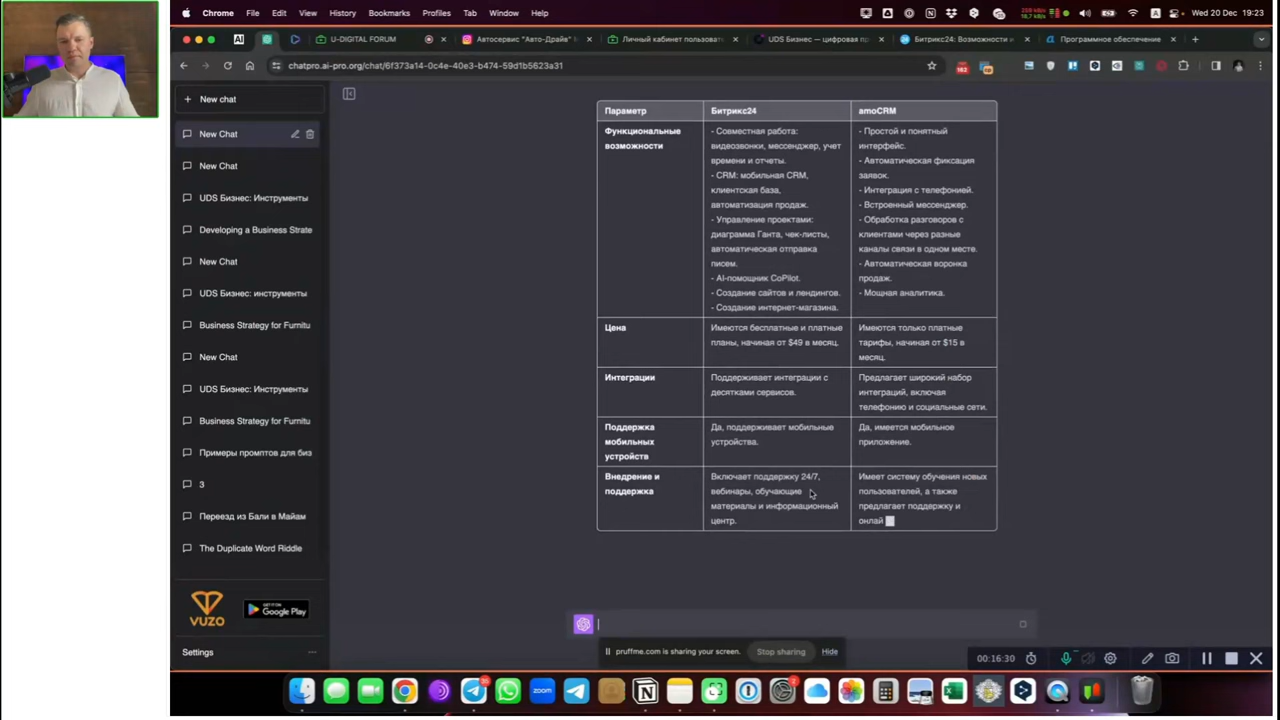 Chrome File Edit View History Bookmarks Profiles Tab Window Help Wed 20 Dec 19:23
U-DIGITAL FORUM Автосервис "Авто-Драйв" Личный кабинет пользоват UDS Бизнес — цифровая п Битрикс24: Возможности и Программное обеспечение
chatpro.ai-pro.org/chat/6f373a14-0c4e-40e3-b474-59d1b5623a31
New chat
New Chat
New Chat
UDS Бизнес: Инструменты
Developing a Business Strate
New Chat
UDS Бизнес: инструменты
Business Strategy for Furnitu
New Chat
UDS Бизнес: Инструменты
Business Strategy for Furnitu
Примеры промптов для биз
3
Переезд из Бали в Майам
The Duplicate Word Riddle
VUZO
GET IT ON
Google Play
Settings
Параметр Битрикс24 amoCRM
Функциональные возможности
- Совместная работа:
видеозвонки, мессенджер, учет
времени и отчеты.
- CRM: мобильная CRM,
клиентская база,
автоматизация продаж.
- Управление проектами:
диаграмма Ганта, чек-листы,
автоматическая отправка
писем.
- AI-помощник CoPilot.
- Создание сайтов и лендингов.
- Создание интернет-магазина.
- Простой и понятный
интерфейс.
- Автоматическая фиксация
заявок.
- Интеграция с телефонией.
- Встроенный мессенджер.
- Обработка разговоров с
клиентами через разные
каналы связи в одном месте.
- Автоматическая воронка
продаж.
- Мощная аналитика.
Цена
Имеются бесплатные и платные
планы, начиная от $49 в месяц.
Имеются только платные
тарифы, начиная от $15 в
месяц.
Интеграции
Поддерживает интеграции с
десятками сервисов.
Предлагает широкий набор
интеграций, включая
телефонию и социальные сети.
Поддержка
мобильных
устройств
Да, поддерживает мобильные
устройства.
Да, имеется мобильное
приложение.
Внедрение и
поддержка
Включает поддержку 24/7,
вебинары, обучающие
материалы и информационный
центр.
Имеет систему обучения новых
пользователей, а также
предлагает поддержку и
онлай
pruffme.com is sharing your screen. Stop sharing Hide
00:16:30
zoom